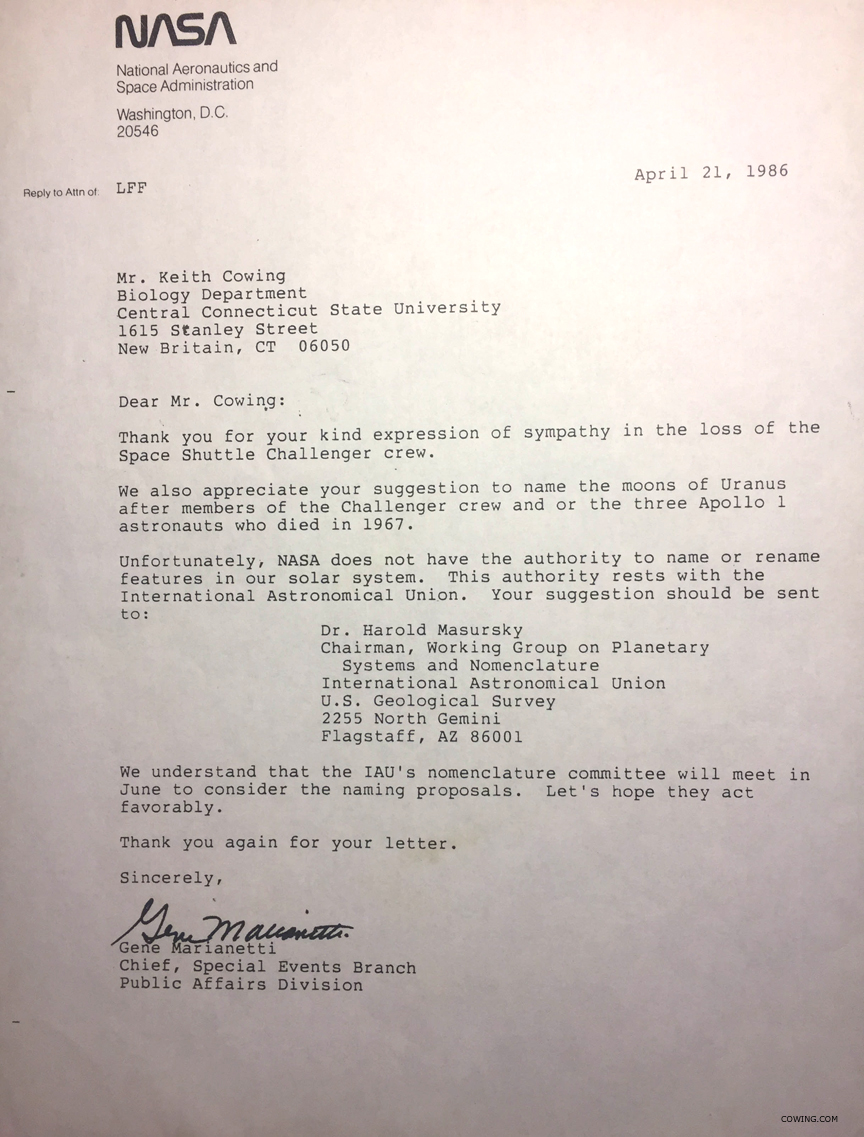 NASA
National Aeronautics and
Space Administration
Washington, D.C.
20546
April 21, 1986
Reply to Attn of: LFF
Mr. Keith Cowing
Biology Department
Central Connecticut State University
1615 Stanley Street
New Britain, CT  06050
Dear Mr. Cowing:
Thank you for your kind expression of sympathy in the loss of the
Space Shuttle Challenger crew.
We also appreciate your suggestion to name the moons of Uranus
after members of the Challenger crew and or the three Apollo 1
astronauts who died in 1967.
Unfortunately, NASA does not have the authority to name or rename
features in our solar system.  This authority rests with the
International Astronomical Union.  Your suggestion should be sent
to:
Dr. Harold Masursky
Chairman, Working Group on Planetary
Systems and Nomenclature
International Astronomical Union
U.S. Geological Survey
2255 North Gemini
Flagstaff, AZ 86001
We understand that the IAU's nomenclature committee will meet in
June to consider the naming proposals.  Let's hope they act
favorably.
Thank you again for your letter.
Sincerely,
Gene Marianetti
Gene Marianetti
Chief, Special Events Branch
Public Affairs Division
COWING.COM